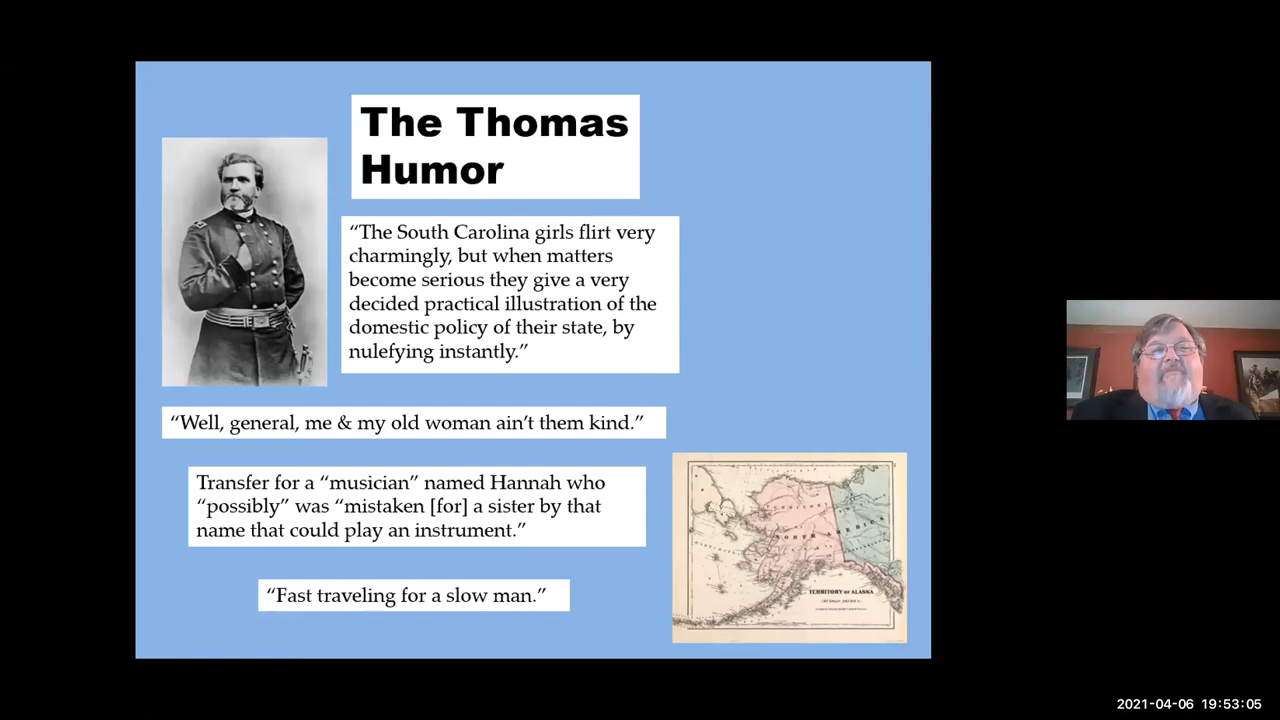 The Thomas
Humor
“The South Carolina girls flirt very
charmingly, but when matters
become serious they give a very
decided practical illustration of the
domestic policy of their state, by
nulefying instantly.”
“Well, general, me & my old woman ain’t them kind.”
Transfer for a “musician” named Hannah who
“possibly” was “mistaken [for] a sister by that
name that could play an instrument.”
“Fast traveling for a slow man.”
NORTH AMERICA
TERRITORY OF ALASKA
2021-04-06 19:53:05